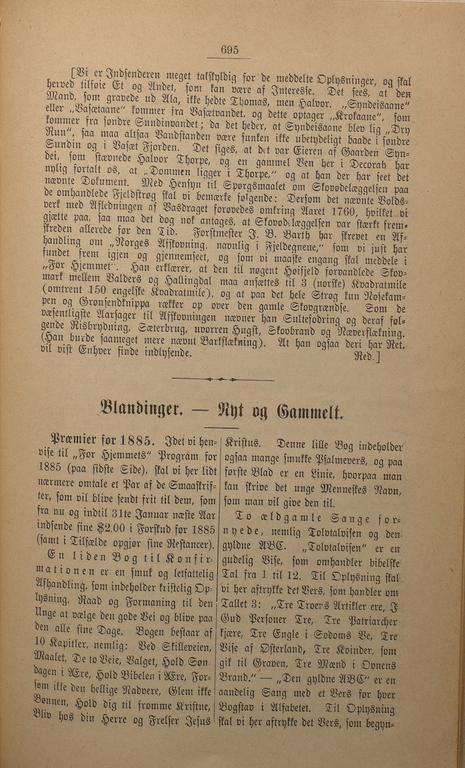 695
[Vi er Indsenderen meget takskyldig for de meddelte Oplysninger, og skal
herved tilføie Et og Andet, som kan være af Interesse. Det sees, at den
Mand, som gravede ud Ala, ikke hedte Thomas, men Halvor. „Syndeisaane"
eller „Vasætaane" kommer fra Vasætvandet, og dette optager „Krokaane", som
kommer fra søndre Sundinvandet; da det heder, at Syndeisaane blev lig „Dry
Run", saa maa altsaa Vandstanden være sunken ikke ubetydeligt baade i søndre
Sundin og i Vasæt Fjorden. Det siges, at det var Eieren af Gaarden Syn-
dei, som stævnede Halvor Thorpe, og en gammel Ven her i Decorah har
nylig fortalt os, at „Dommen ligger i Thorpe," og at han der har seet det
nævnte Dokument. Med Hensyn til Spørgsmaalet om Skovødelæggelsen paa
de omhandlede Fjeldstrøg skal vi bemærke følgende: Dersom det nævnte Volds-
verk med Afledningen af Vasdraget forøvedes omkring Aaret 1760, hvilket vi
gjætte paa, saa maa det dog nok antages, at Skovødelæggelsen var stærkt frem-
skreden allerede før den Tid. Forstmester J. B. Barth har skrevet en Af-
handling om „Norges Afskovning, navnlig i Fjeldegnene," som vi just har
fundet frem igjen og gjennemseet, og som vi maaske engang skal meddele i
„For Hjemmet". Han erklærer, at den til nøgent Høifjeld forvandlede Skov-
mark mellem Valders og Hallingdal maa ansættes til 3 (norske) Kvadratmile
(omtrent 150 engelske Kvadratmile), og at paa det hele Strøg kun Nøsekam-
pen og Grønsendknippa rækker op over den gamle Skovgrændse. Som de
væsentligste Aarsager til Afskovningen nævner han Sultefodring og deraf føl-
gende Risbrydning, Sæterbrug, uvorren Hugst, Skovbrand og Næverflækning.
(Han burde saameget mere nævnt Barkflækning). At han ogsaa deri har Ret,
vil vist Enhver finde indlysende. Red.]
Blandinger. — Nyt og Gammelt.
Præmier for 1885. Idet vi hen-
vise til „For Hjemmets" Program for
1885 (paa sidste Side), skal vi her lidt
nærmere omtale et Par af de Smaaskrif-
ter, som vil blive sendt frit til dem, som
fra nu og indtil 31te Januar næste Aar
indsende sine $2.00 i Forskud for 1885
(samt i Tilfælde opgjør sine Restancer).
En liden Bog til Konfir-
mationen er en smuk og letfattelig
Afhandling, som indeholder kristelig Op-
lysning, Raad og Formaning til den
Unge at vælge den gode Vei og blive paa
den alle sine Dage. Bogen bestaar af
10 Kapitler, nemlig: Ved Skilleveien,
Maalet, De to Veie, Valget, Hold Søn-
dagen i Ære, Hold Bibelen i Ære, For-
søm ikke den hellige Nadvere, Glem ikke
Bønnen, Hold dig til fromme Kristne,
Bliv hos din Herre og Frelser Jesus
Kristus. Denne lille Bog indeholder
ogsaa mange smukke Psalmevers, og paa
første Blad er en Linie, hvorpaa man
kan skrive det unge Menneskes Navn,
som man vil give den til.
To ældgamle Sange for-
nyede, nemlig Tolvtalvisen og den
gyldne ABC. „Tolvtalvisen" er en
gudelig Vise, som omhandler bibelske
Tal fra 1 til 12. Til Oplysning skal
vi her aftrykke det Vers, som handler om
Tallet 3: „Tre Troens Artikler ere, I
Gud Personer Tre, Tre Patriarcher
kjære, Tre Engle i Sodoms Ve, Tre
Vise af Østerland, Tre Kvinder, som
gik til Graven, Tre Mænd i Ovnens
Brand." — „Den gyldne ABC" er en
aandelig Sang med et Vers for hver
Bogstav i Alfabetet. Til Oplysning
skal vi her aftrykke det Vers, som begyn-